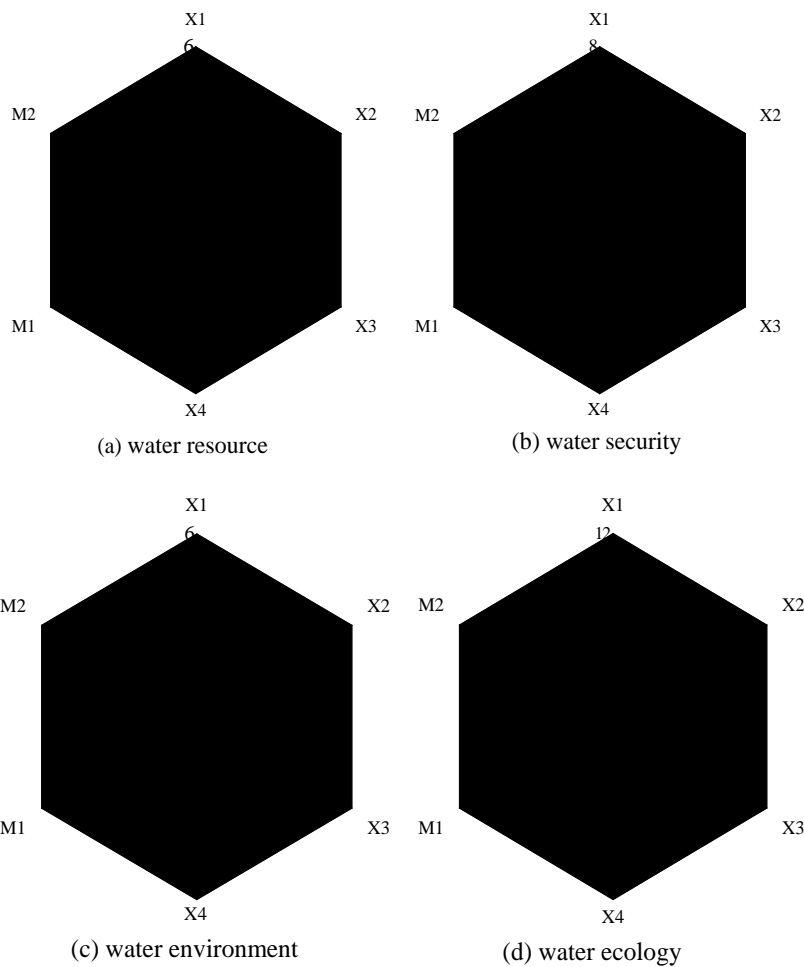 X1 X1
6 8
M2 X2 M2 X2
M1 X3 M1 X3
X4 X4
(a) water resource (b) water security
X1 X1
6 12
M2 X2 M2 X2
M1 X3 M1 X3
X4 X4
(c) water environment (d) water ecology